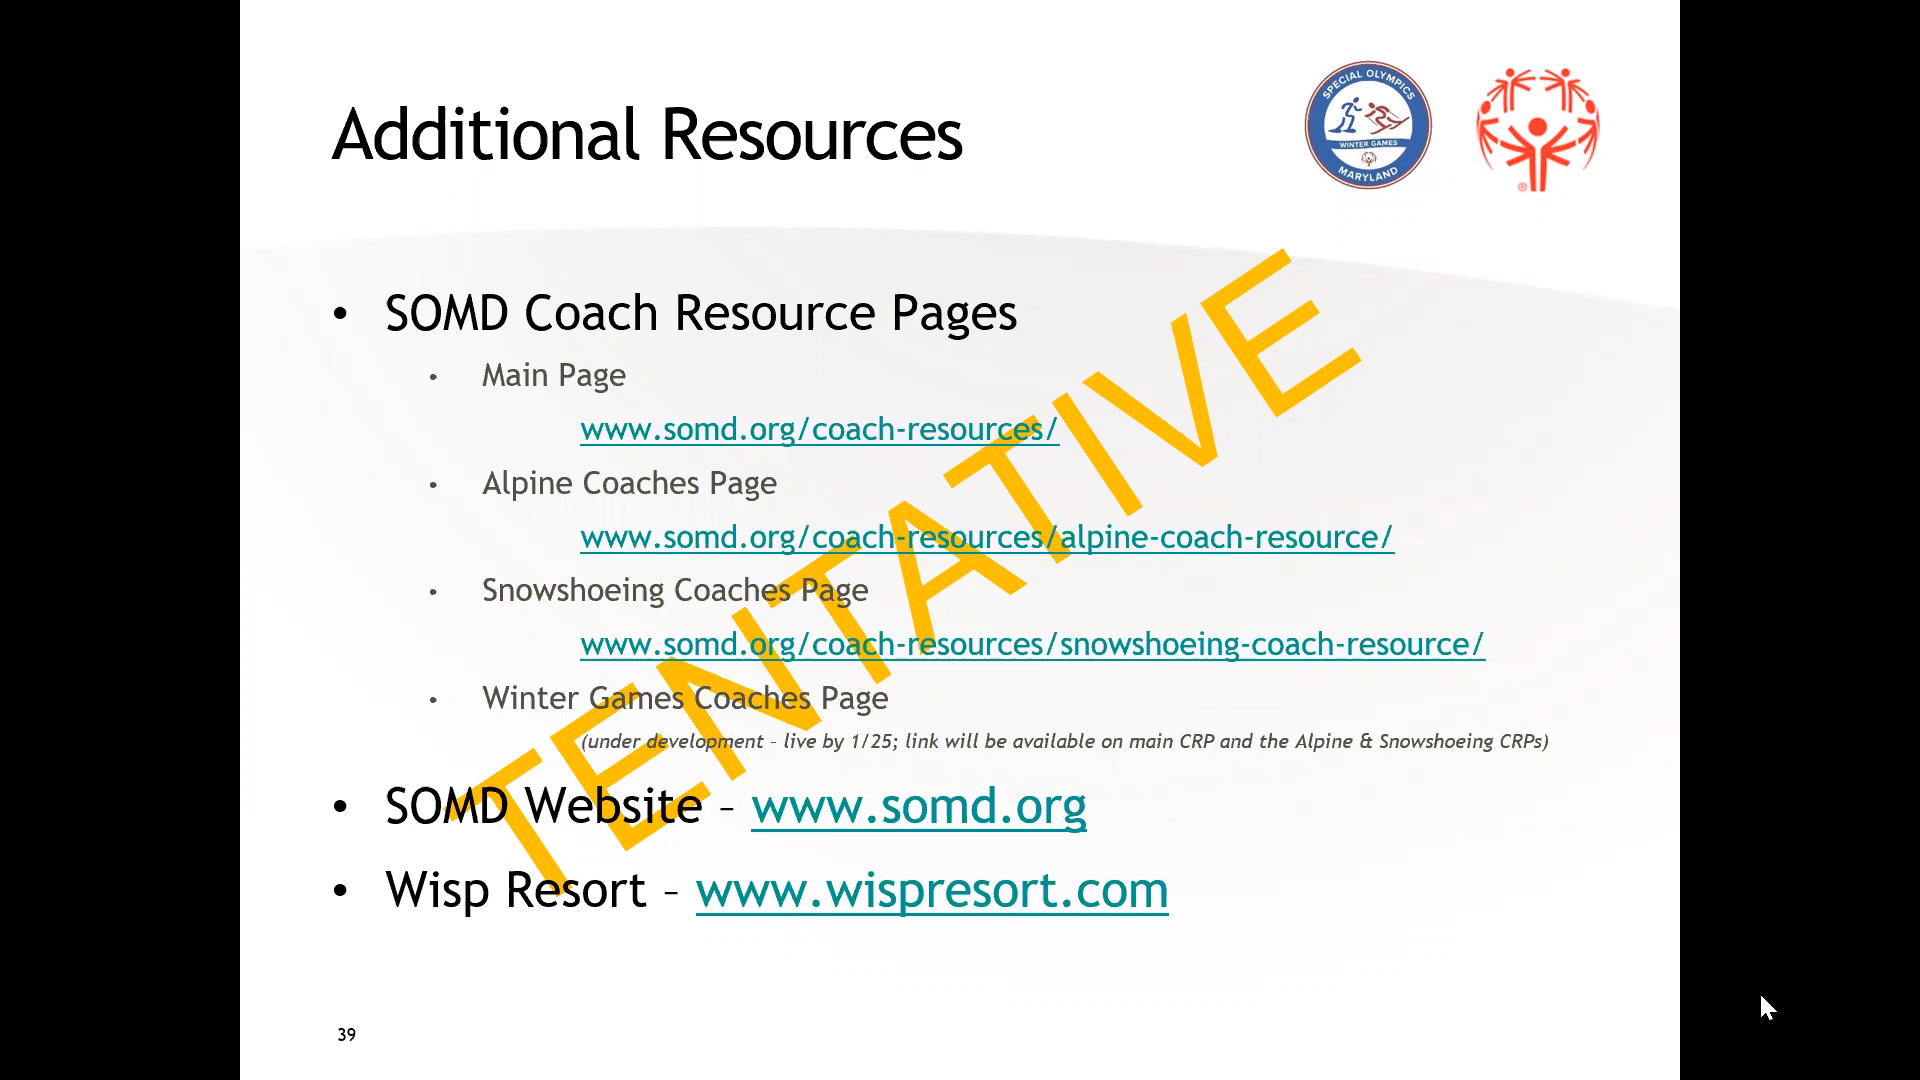 Additional Resources
SPECIAL OLYMPICS
WINTER GAMES
MARYLAND
®
• SOMD Coach Resource Pages
• Main Page
www.somd.org/coach-resources/
• Alpine Coaches Page
www.somd.org/coach-resources/alpine-coach-resource/
• Snowshoeing Coaches Page
www.somd.org/coach-resources/snowshoeing-coach-resource/
• Winter Games Coaches Page
(under development – live by 1/25; link will be available on main CRP and the Alpine & Snowshoeing CRPs)
• SOMD Website – www.somd.org
• Wisp Resort – www.wispresort.com
TENTATIVE
39